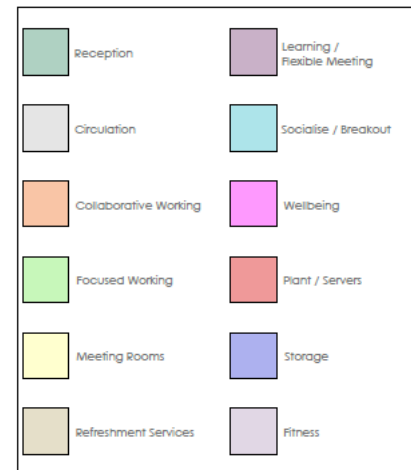 Reception
Learning /
Flexible Meeting
Circulation
Socialise / Breakout
Collaborative Working
Wellbeing
Focused Working
Plant / Servers
Meeting Rooms
Storage
Refreshment Services
Fitness